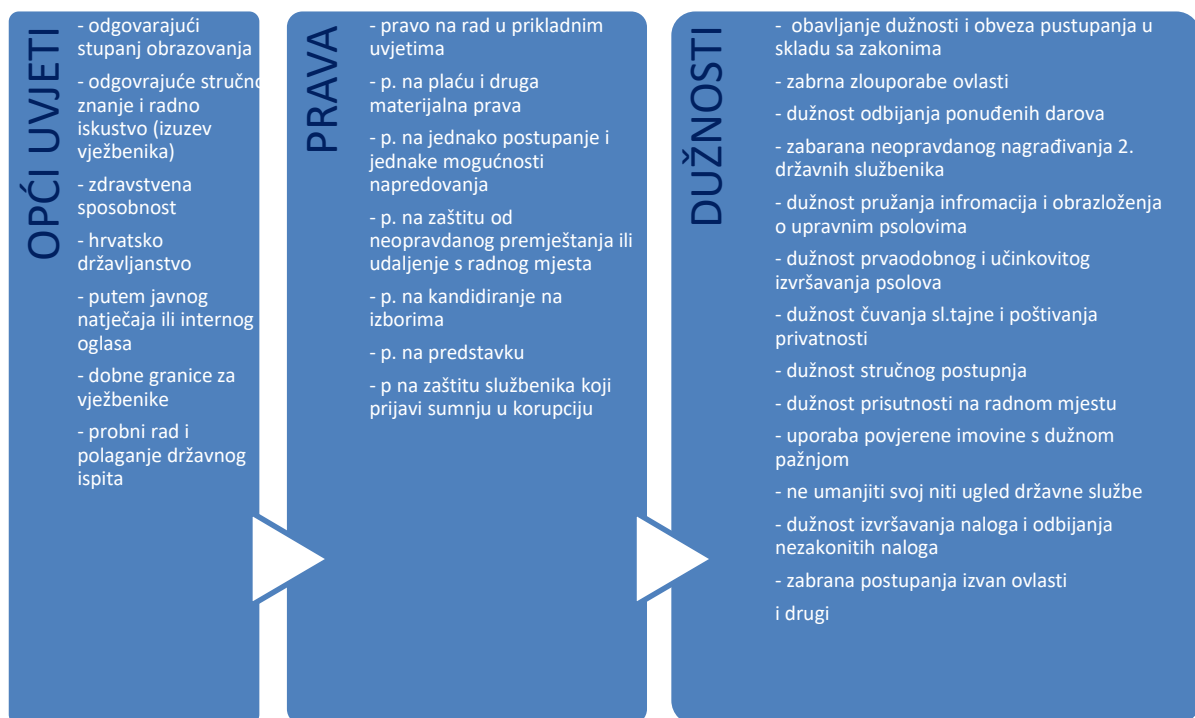 OPĆI UVJETI
- odgovarajući
stupanj obrazovanja
- odgovrajuće stručno
znanje i radno
iskustvo (izuzev
vježbenika)
- zdravstvena
sposobnost
- hrvatsko
državljanstvo
- putem javnog
natječaja ili internog
oglasa
- dobne granice za
vježbenike
- probni rad i
polaganje državnog
ispita
PRAVA
- pravo na rad u prikladnim
uvjetima
- p. na plaću i druga
materijalna prava
- p. na jednako postupanje i
jednake mogućnosti
napredovanja
- p. na zaštitu od
neopravdanog premještanja ili
udaljenje s radnog mjesta
- p. na kandidiranje na
izborima
- p. na predstavku
- p na zaštitu službenika koji
prijavi sumnju u korupciju
DUŽNOSTI
- obavljanje dužnosti i obveza pustupanja u
skladu sa zakonima
- zabrna zlouporabe ovlasti
- dužnost odbijanja ponuđenih darova
- zabarana neopravdanog nagrađivanja 2.
državnih službenika
- dužnost pružanja infromacija i obrazloženja
o upravnim psolovima
- dužnost prvaodobnog i učinkovitog
izvršavanja psolova
- dužnost čuvanja sl.tajne i poštivanja
privatnosti
- dužnost stručnog postupnja
- dužnost prisutnosti na radnom mjestu
- uporaba povjerene imovine s dužnom
pažnjom
- ne umanjiti svoj niti ugled državne službe
- dužnost izvršavanja naloga i odbijanja
nezakonitih naloga
- zabrana postupanja izvan ovlasti
i drugi